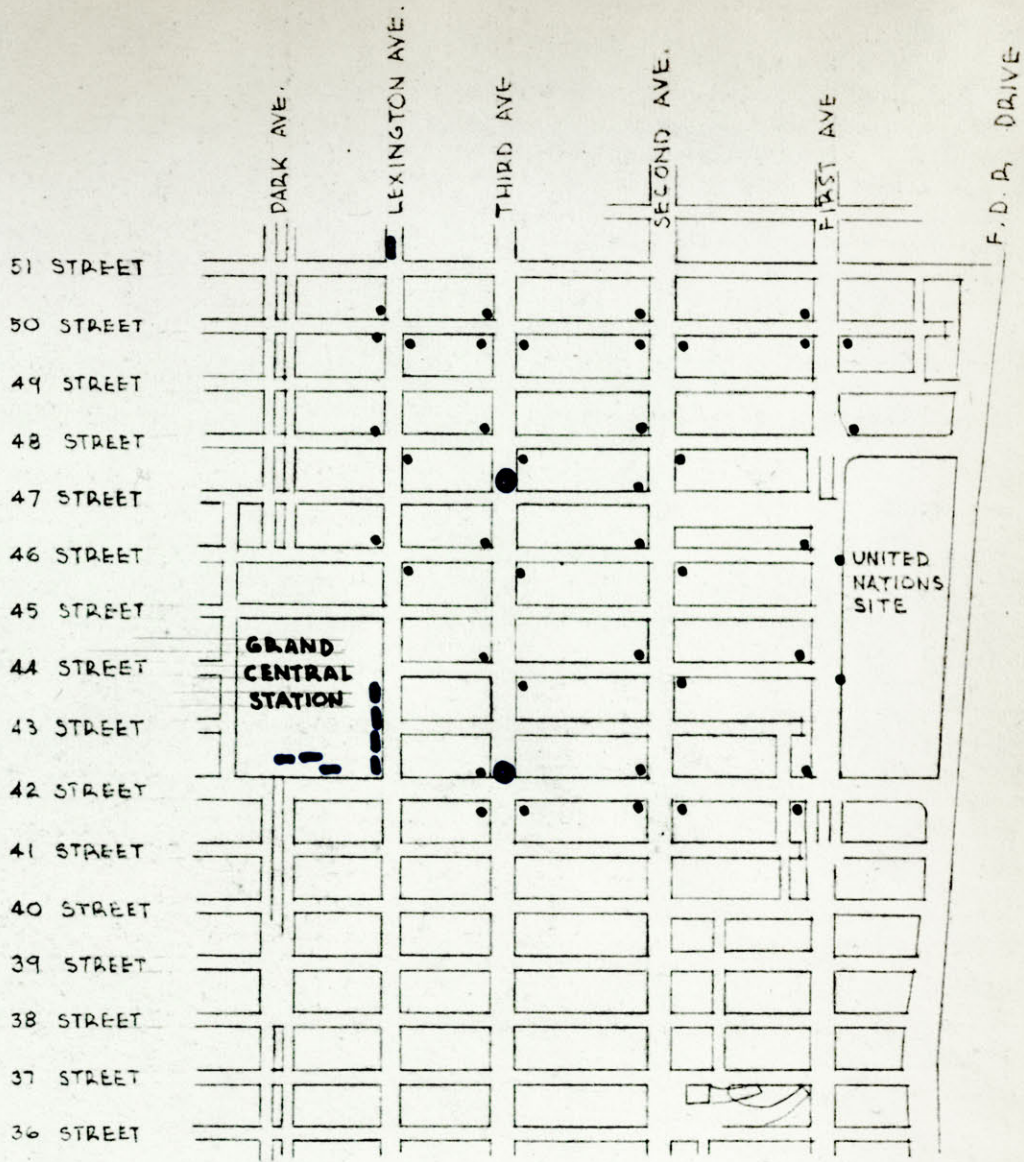 PARK AVE.
LEXINGTON AVE.
THIRD AVE
SECOND AVE.
FIRST AVE
F. D. R. DRIVE
51 STREET
50 STREET
49 STREET
48 STREET
47 STREET
46 STREET
UNITED
NATIONS
SITE
45 STREET
GRAND
CENTRAL
STATION
44 STREET
43 STREET
42 STREET
41 STREET
40 STREET
39 STREET
38 STREET
37 STREET
36 STREET